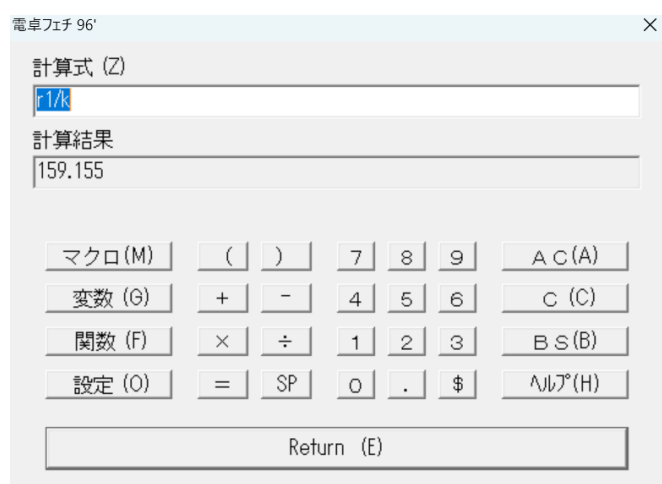 電卓フェチ 96' ×
計算式 (Z)
r1/k
計算結果
159.155
マクロ(M) ( ) 7 8 9 AC(A)
変数 (G) + - 4 5 6 C (C)
関数 (F) × ÷ 1 2 3 BS(B)
設定 (O) = SP 0 . $ ヘルプ(H)
Return (E)